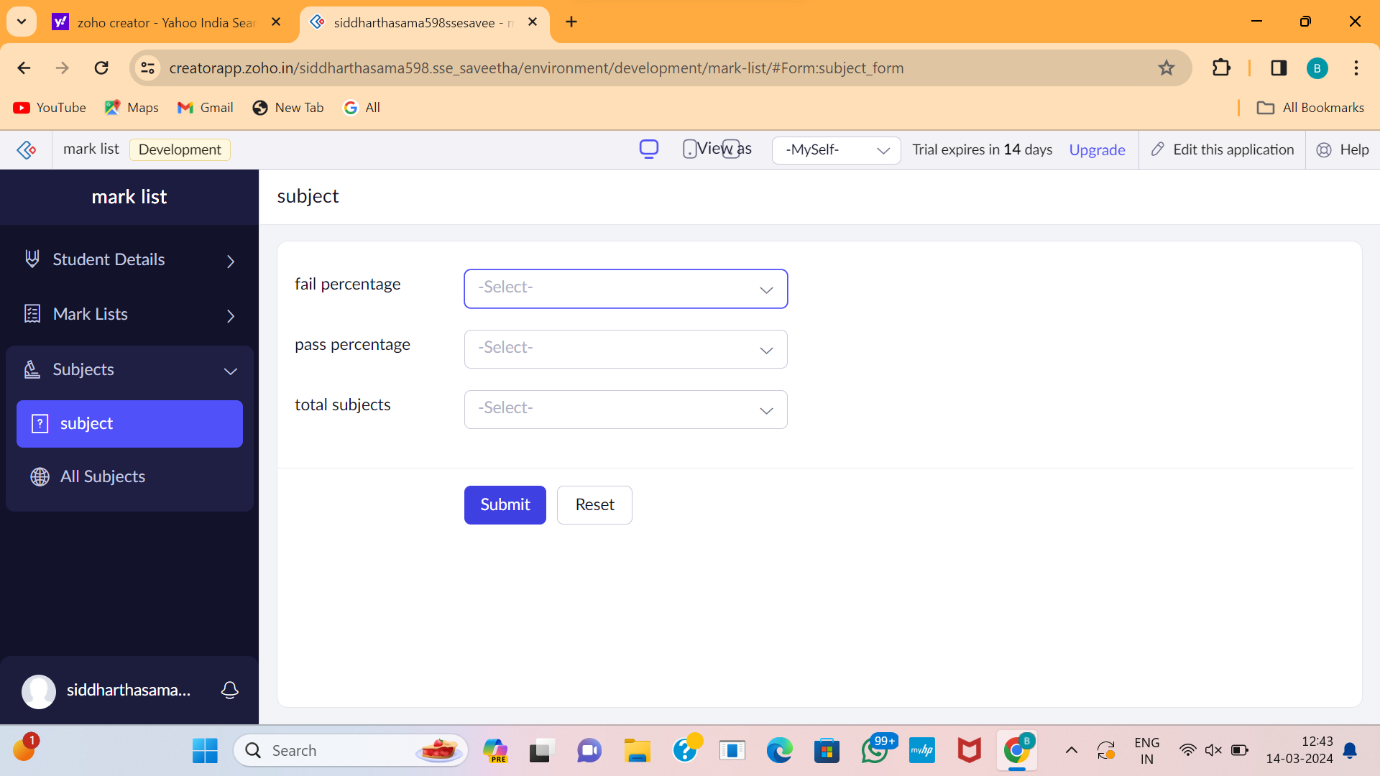 zoho creator - Yahoo India Sear
siddharthasama598ssesavee - m
creatorapp.zoho.in/siddharthasama598.sse_saveetha/environment/development/mark-list/#Form:subject_form
B
YouTube Maps Gmail New Tab All All Bookmarks
mark list Development View as -MySelf- Trial expires in 14 days Upgrade Edit this application Help
mark list
subject
Student Details
Mark Lists
Subjects
subject
All Subjects
fail percentage -Select-
pass percentage -Select-
total subjects -Select-
Submit Reset
siddharthasama...
1
Search
PRE
99+
myhp
B
ENG
IN
12:43
14-03-2024